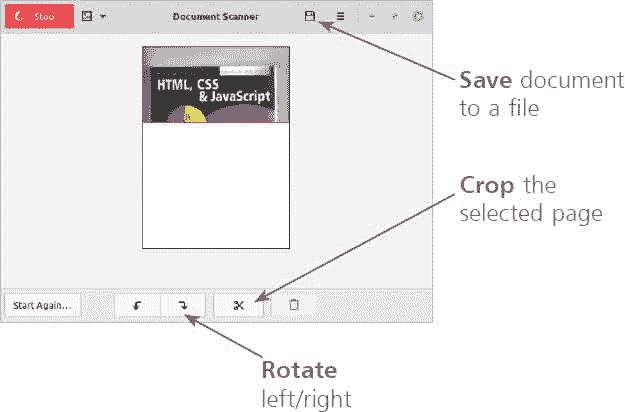 Stop
Document Scanner
HTML, CSS
& JavaScript
Save document
to a file
Crop the
selected page
Start Again...
Rotate
left/right